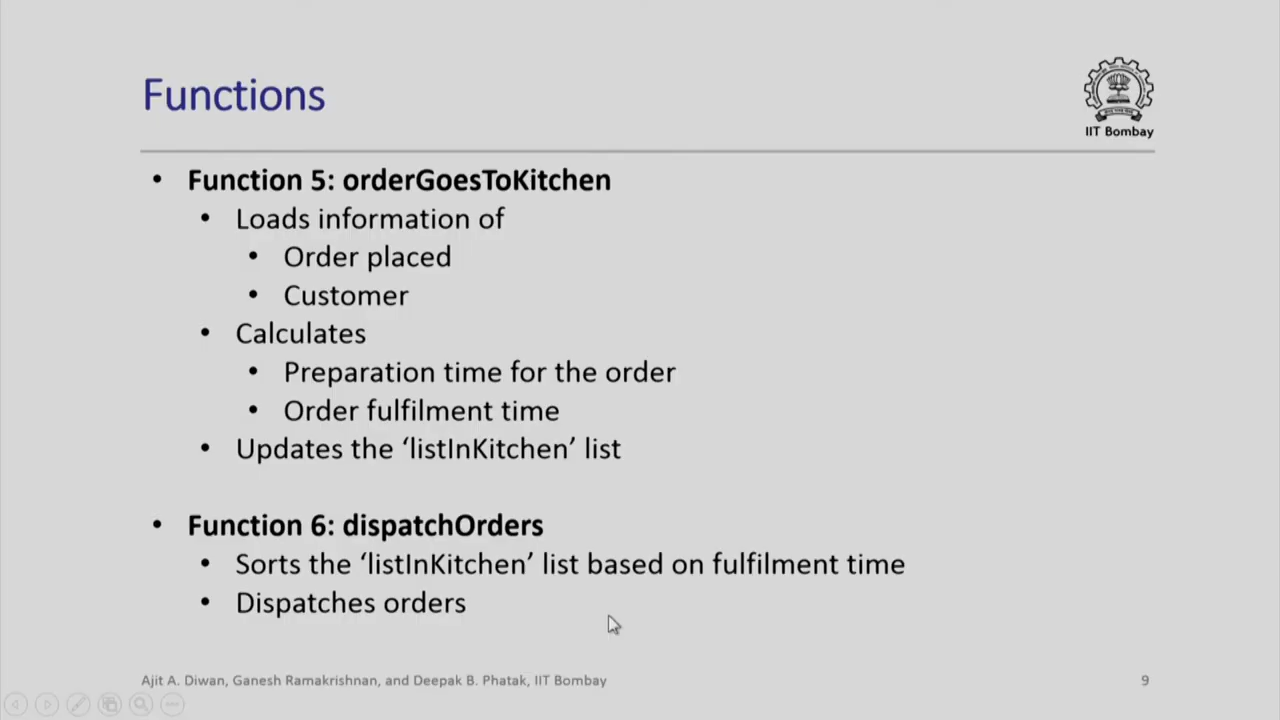 Functions
IIT Bombay
• Function 5: orderGoesToKitchen
• Loads information of
• Order placed
• Customer
• Calculates
• Preparation time for the order
• Order fulfilment time
• Updates the ‘listInKitchen’ list
• Function 6: dispatchOrders
• Sorts the ‘listInKitchen’ list based on fulfilment time
• Dispatches orders
Ajit A. Diwan, Ganesh Ramakrishnan, and Deepak B. Phatak, IIT Bombay
9